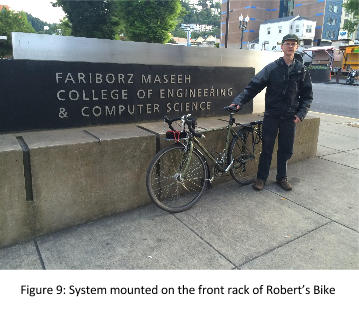 FARIBORZ MASEEH
COLLEGE OF ENGINEERING
& COMPUTER SCIENCE
Figure 9: System mounted on the front rack of Robert's Bike